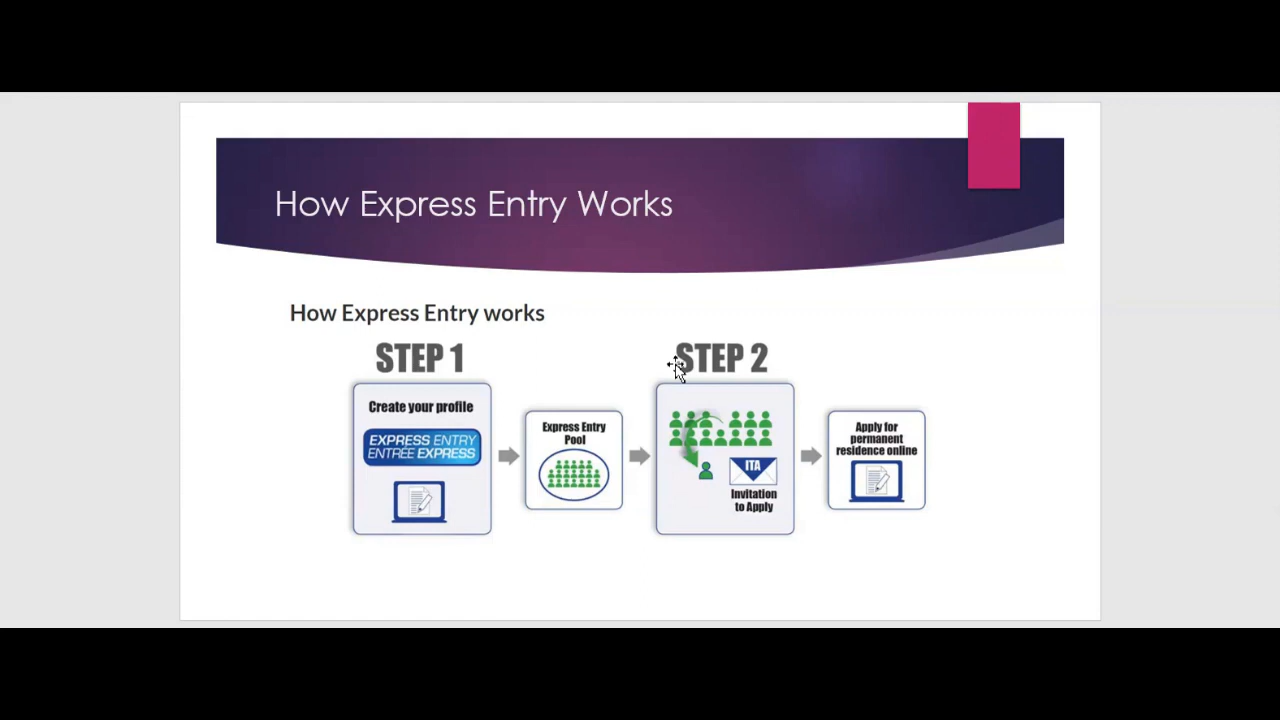 How Express Entry Works
How Express Entry works
STEP 1
Create your profile
EXPRESS ENTRY
ENTRÉE EXPRESS
Express Entry
Pool
STEP 2
ITA
Invitation
to Apply
Apply for
permanent
residence online